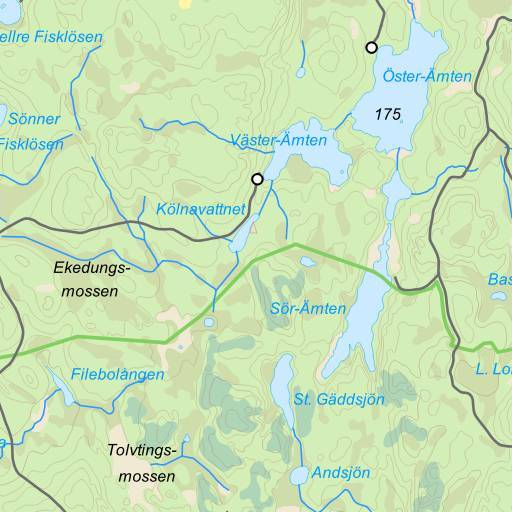 ellre Fisklösen
Öster-Ämten
175
Sönner
Fisklösen
Väster-Ämten
Kölnavattnet
Ekedungs-
mossen
Bas
Sör-Ämten
Filebolången
L. Lo
St. Gäddsjön
a
Tolvtings-
mossen
Andsjön